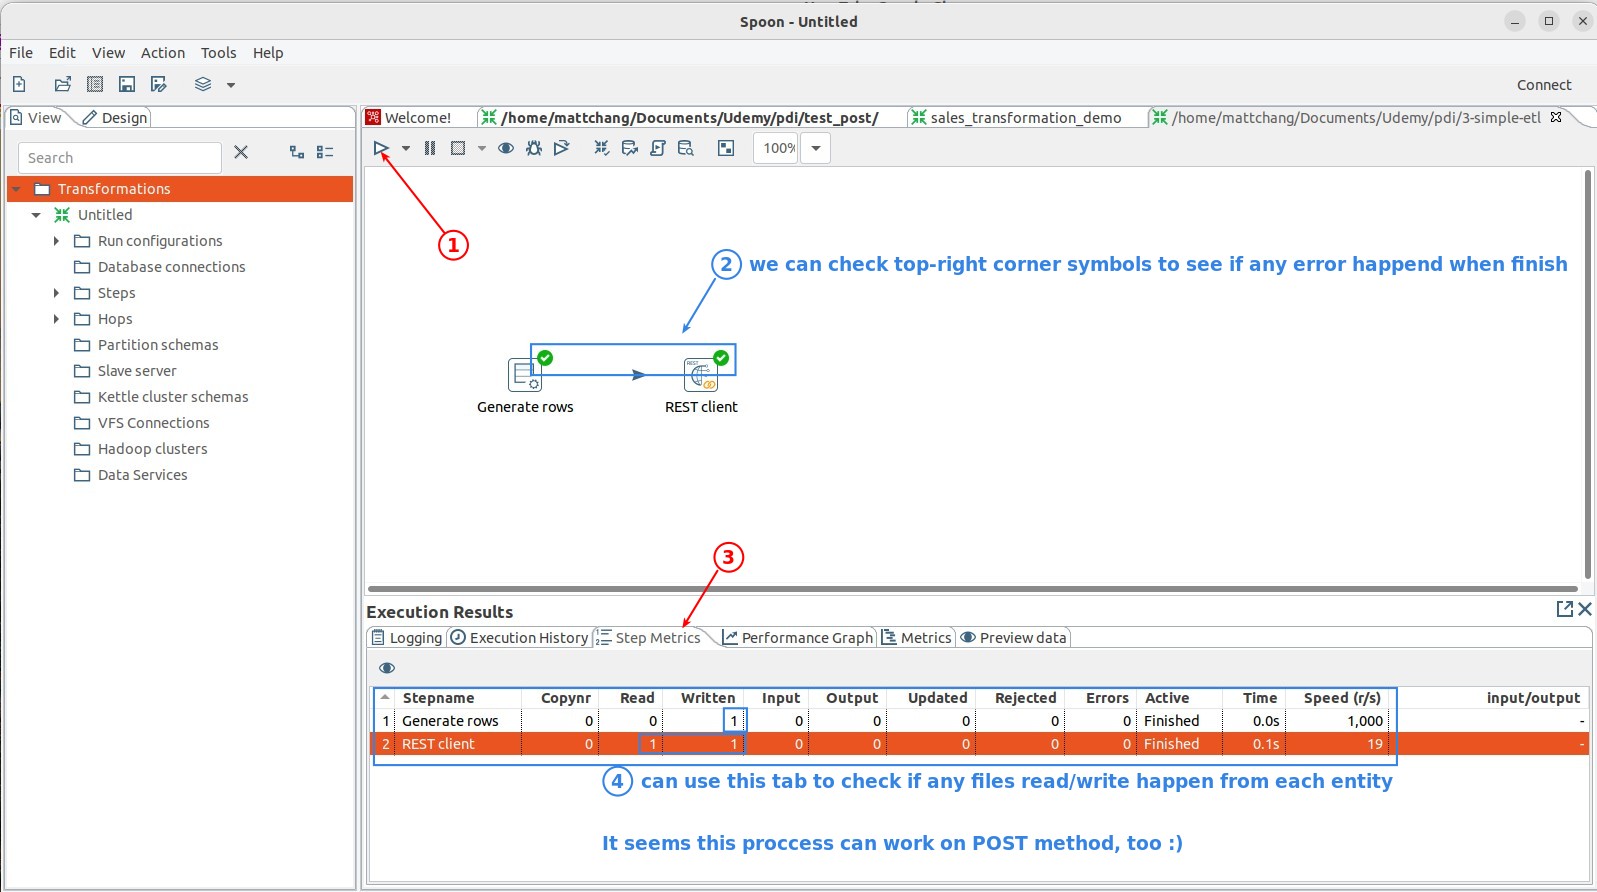 Spoon - Untitled
File Edit View Action Tools Help
Connect
View Design
Welcome! /home/mattchang/Documents/Udemy/pdi/test_post/ sales_transformation_demo /home/mattchang/Documents/Udemy/pdi/3-simple-etl
Search
100%
Transformations
Untitled
Run configurations
Database connections
Steps
Hops
Partition schemas
Slave server
Kettle cluster schemas
VFS Connections
Hadoop clusters
Data Services
1
2 we can check top-right corner symbols to see if any error happend when finish
REST
Generate rows REST client
3
Execution Results
Logging Execution History Step Metrics Performance Graph Metrics Preview data
Stepname Copynr Read Written Input Output Updated Rejected Errors Active Time Speed (r/s) input/output
1 Generate rows 0 0 1 0 0 0 0 0 Finished 0.0s 1,000 -
2 REST client 0 1 1 0 0 0 0 0 Finished 0.1s 19 -
4 can use this tab to check if any files read/write happen from each entity
It seems this proccess can work on POST method, too :)